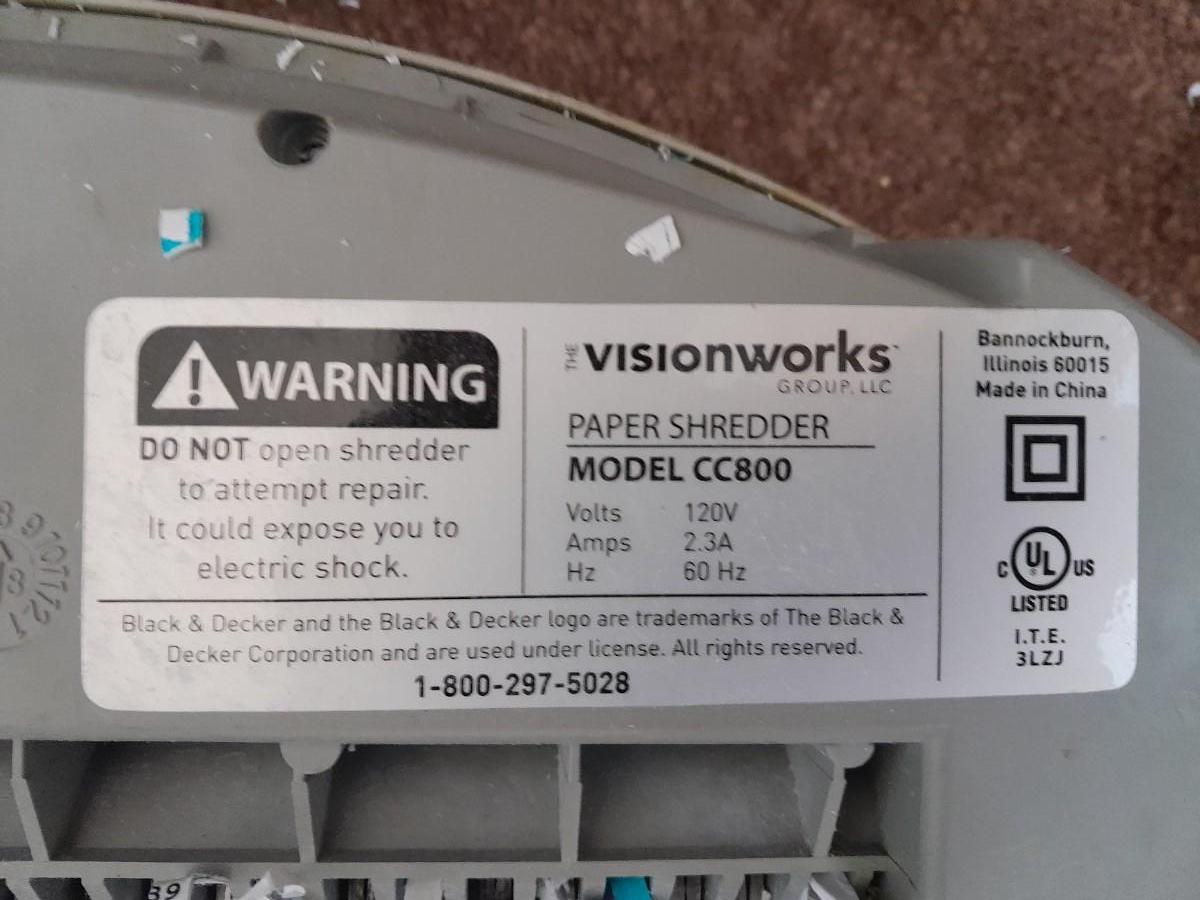 WARNING
DO NOT open shredder
to attempt repair.
It could expose you to
electric shock.
THE VISIONWORKS
GROUP, LLC
PAPER SHREDDER
MODEL CC800
Volts 120V
Amps 2.3A
Hz 60 Hz
Black & Decker and the Black & Decker logo are trademarks of The Black &
Decker Corporation and are used under license. All rights reserved.
1-800-297-5028
Bannockburn,
Illinois 60015
Made in China
C UL US
LISTED
I.T.E.
3LZJ
89